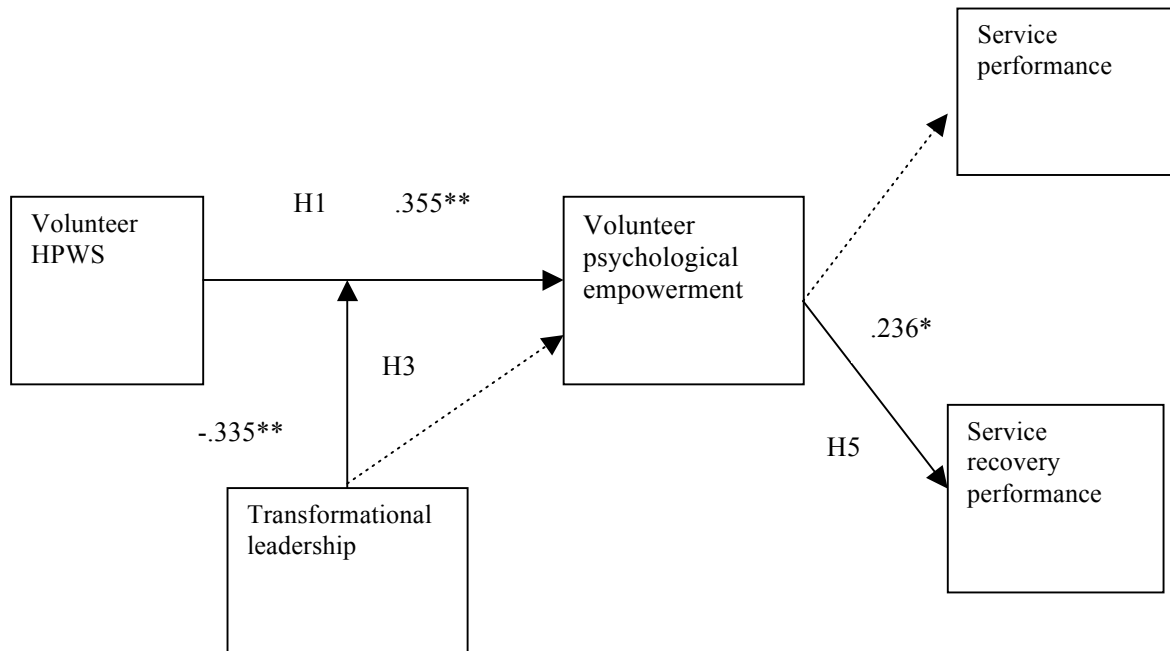 Service
performance
H1 .355**
Volunteer
HPWS
Volunteer
psychological
empowerment
.236*
H3
-.335**
H5
Service
recovery
performance
Transformational
leadership